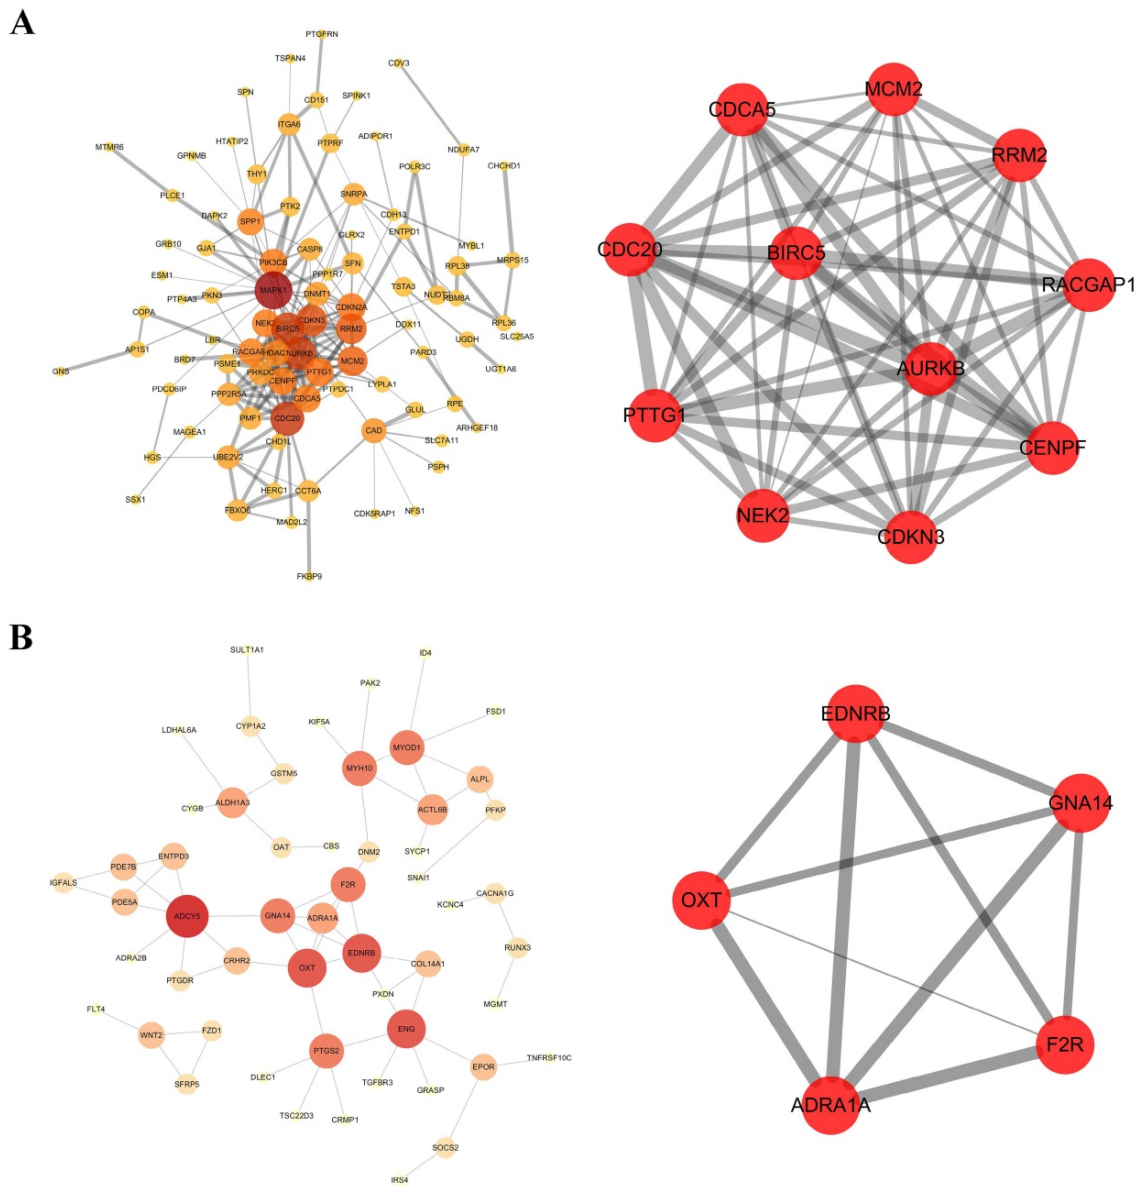 A
PTGFRN
TSPAN4
CDV3
SPN
CD151
SPINK1
ITGA6
MTMR6
HTATIP2
PTPRF
ADIPOR1
NDUFA7
GPNMB
THY1
POLR3C
CHCHD1
PLCE1
PTK2
SNRPA
DAPK2
SPP1
CDH13
GLRX2
ENTPD1
GRB10
GJA1
CASP8
MYBL1
PIK3CB
SFN
RPL38
MRPS15
ESM1
PPP1R7
MAPK1
TSTA3
PTP4A3
PKN3
DNMT1
RBM8A
COPA
CDKN2A
CDKN3
BIRC5
RRM2
DDX11
RPL36
SLC25A5
LBR
UGDH
AP1S1
BRD7
PARD3
MCM2
UGT1A6
GNS
PSME1
PRKDC
CENPF
PTTG1
PDCD6IP
PPP2R5A
PTPDC1
LYPLA1
CDCA5
GLUL
RPE
PMF1
CDC20
MAGEA1
CAD
ARHGEF18
CHD1L
SLC7A11
HGS
UBE2V2
PSPH
HERC1
CCT6A
SSX1
FBXO6
MAD2L2
CDK5RAP1
NFS1
FKBP9
MCM2
CDCA5
RRM2
CDC20
BIRC5
RACGAP1
AURKB
PTTG1
CENPF
NEK2
CDKN3
B
SULT1A1
ID4
PAK2
FSD1
LDHAL6A
CYP1A2
KIF5A
MYOD1
MYH10
GSTM5
ALPL
CYGB
ALDH1A3
ACTL6B
PFKP
OAT
CBS
DNM2
SYCP1
ENTPD3
PDE7B
SNAI1
IGFALS
F2R
CACNA1G
PDE5A
KCNC4
ADCY5
GNA14
ADRA1A
RUNX3
ADRA2B
CRHR2
OXT
EDNRB
COL14A1
PTGDR
PXDN
MGMT
FLT4
WNT2
FZD1
ENG
PTGS2
TNFRSF10C
EPOR
SFRP5
DLEC1
TGFBR3
GRASP
TSC22D3
CRMP1
SOCS2
IRS4
EDNRB
GNA14
OXT
F2R
ADRA1A